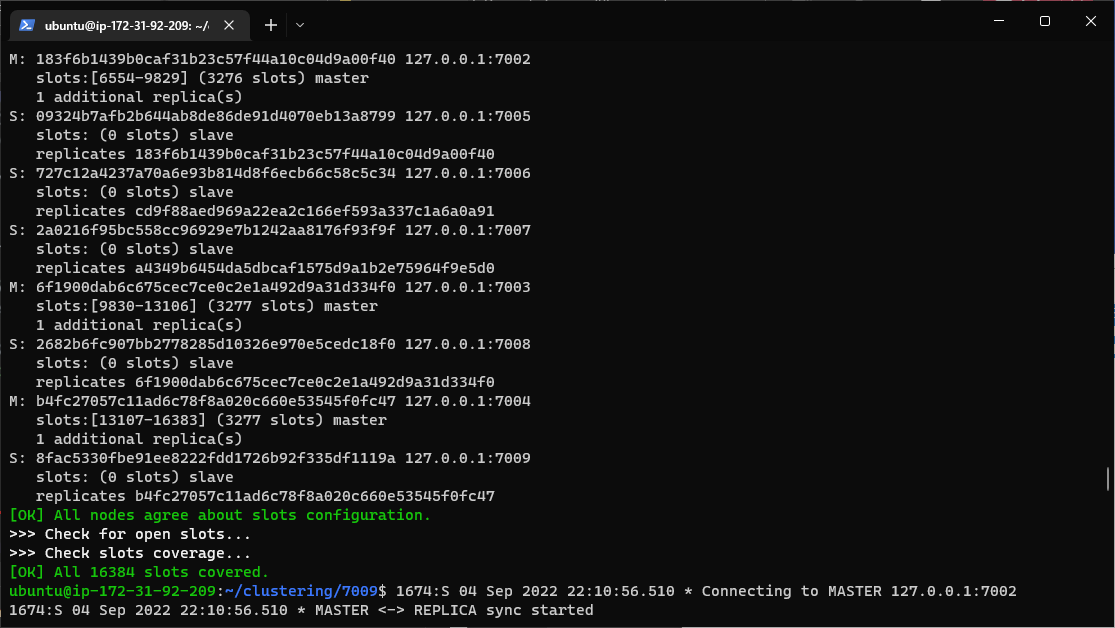 ubuntu@ip-172-31-92-209: ~/
M: 183f6b1439b0caf31b23c57f44a10c04d9a00f40 127.0.0.1:7002
slots:[6554-9829] (3276 slots) master
1 additional replica(s)
S: 09324b7afb2b644ab8de86de91d4070eb13a8799 127.0.0.1:7005
slots: (0 slots) slave
replicates 183f6b1439b0caf31b23c57f44a10c04d9a00f40
S: 727c12a4237a70a6e93b814d8f6ecb66c58c5c34 127.0.0.1:7006
slots: (0 slots) slave
replicates cd9f88aed969a22ea2c166ef593a337c1a6a0a91
S: 2a0216f95bc558cc96929e7b1242aa8176f93f9f 127.0.0.1:7007
slots: (0 slots) slave
replicates a4349b6454da5dbcaf1575d9a1b2e75964f9e5d0
M: 6f1900dab6c675cec7ce0c2e1a492d9a31d334f0 127.0.0.1:7003
slots:[9830-13106] (3277 slots) master
1 additional replica(s)
S: 2682b6fc907bb2778285d10326e970e5cedc18f0 127.0.0.1:7008
slots: (0 slots) slave
replicates 6f1900dab6c675cec7ce0c2e1a492d9a31d334f0
M: b4fc27057c11ad6c78f8a020c660e53545f0fc47 127.0.0.1:7004
slots:[13107-16383] (3277 slots) master
1 additional replica(s)
S: 8fac5330fbe91ee8222fdd1726b92f335df1119a 127.0.0.1:7009
slots: (0 slots) slave
replicates b4fc27057c11ad6c78f8a020c660e53545f0fc47
[OK] All nodes agree about slots configuration.
>>> Check for open slots...
>>> Check slots coverage...
[OK] All 16384 slots covered.
ubuntu@ip-172-31-92-209:~/clustering/7009$ 1674:S 04 Sep 2022 22:10:56.510 * Connecting to MASTER 127.0.0.1:7002
1674:S 04 Sep 2022 22:10:56.510 * MASTER <-> REPLICA sync started